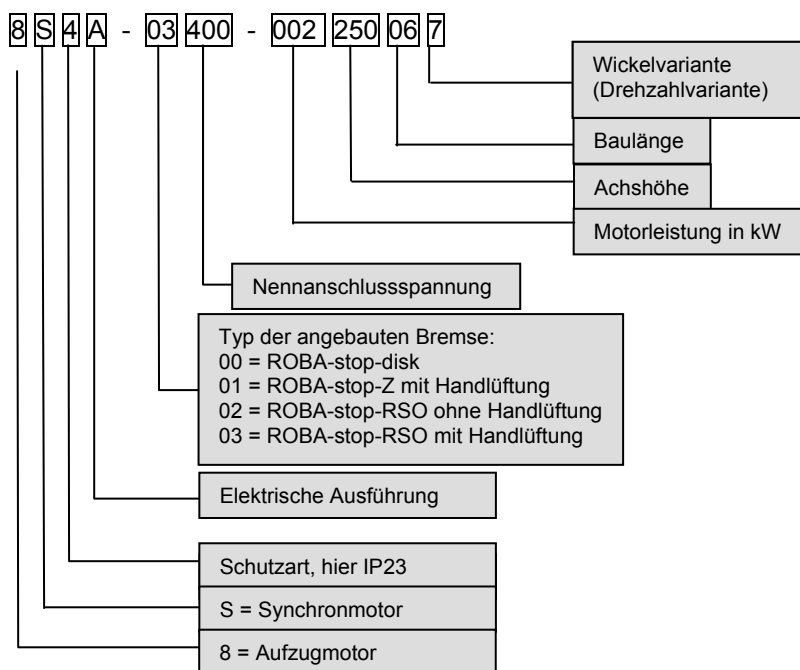 8 S 4 A - 03 400 - 002 250 06 7
Wickelvariante
(Drehzahlvariante)
Baulänge
Achshöhe
Motorleistung in kW
Nennanschlussspannung
Typ der angebauten Bremse:
00 = ROBA-stop-disk
01 = ROBA-stop-Z mit Handlüftung
02 = ROBA-stop-RSO ohne Handlüftung
03 = ROBA-stop-RSO mit Handlüftung
Elektrische Ausführung
Schutzart, hier IP23
S = Synchronmotor
8 = Aufzugmotor